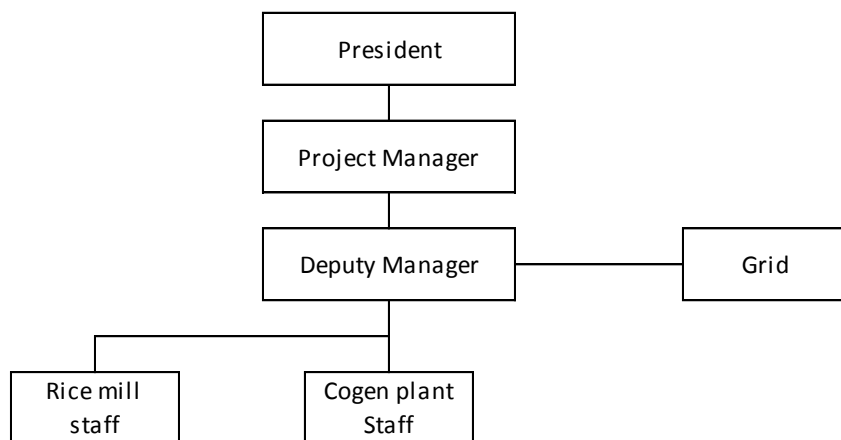 President
Project Manager
Deputy Manager
Grid
Rice mill
staff
Cogen plant
Staff